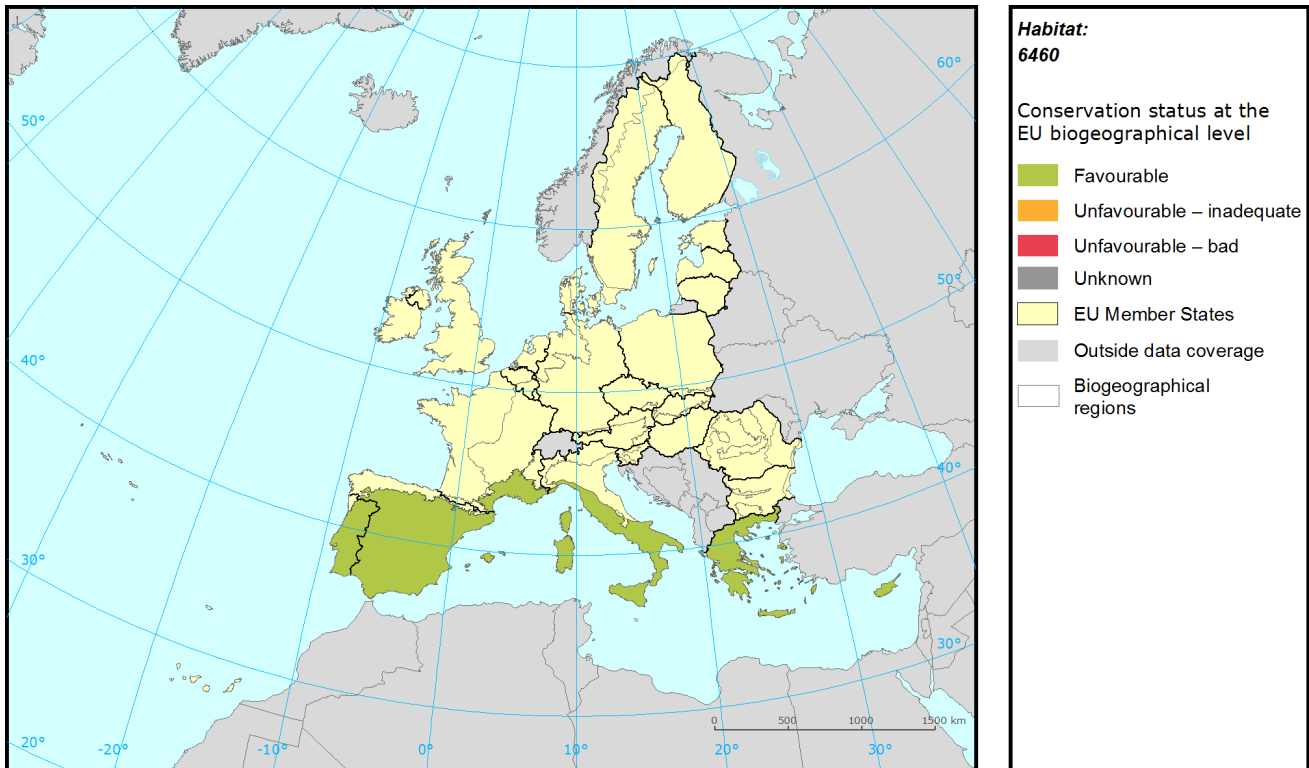 60°
50°
50°
40°
40°
30°
30°
20°
-20°
-10°
0°
10°
20°
30°
0
500
1000
1500 km
Habitat:
6460
Conservation status at the
EU biogeographical level
Favourable
Unfavourable – inadequate
Unfavourable – bad
Unknown
EU Member States
Outside data coverage
Biogeographical
regions